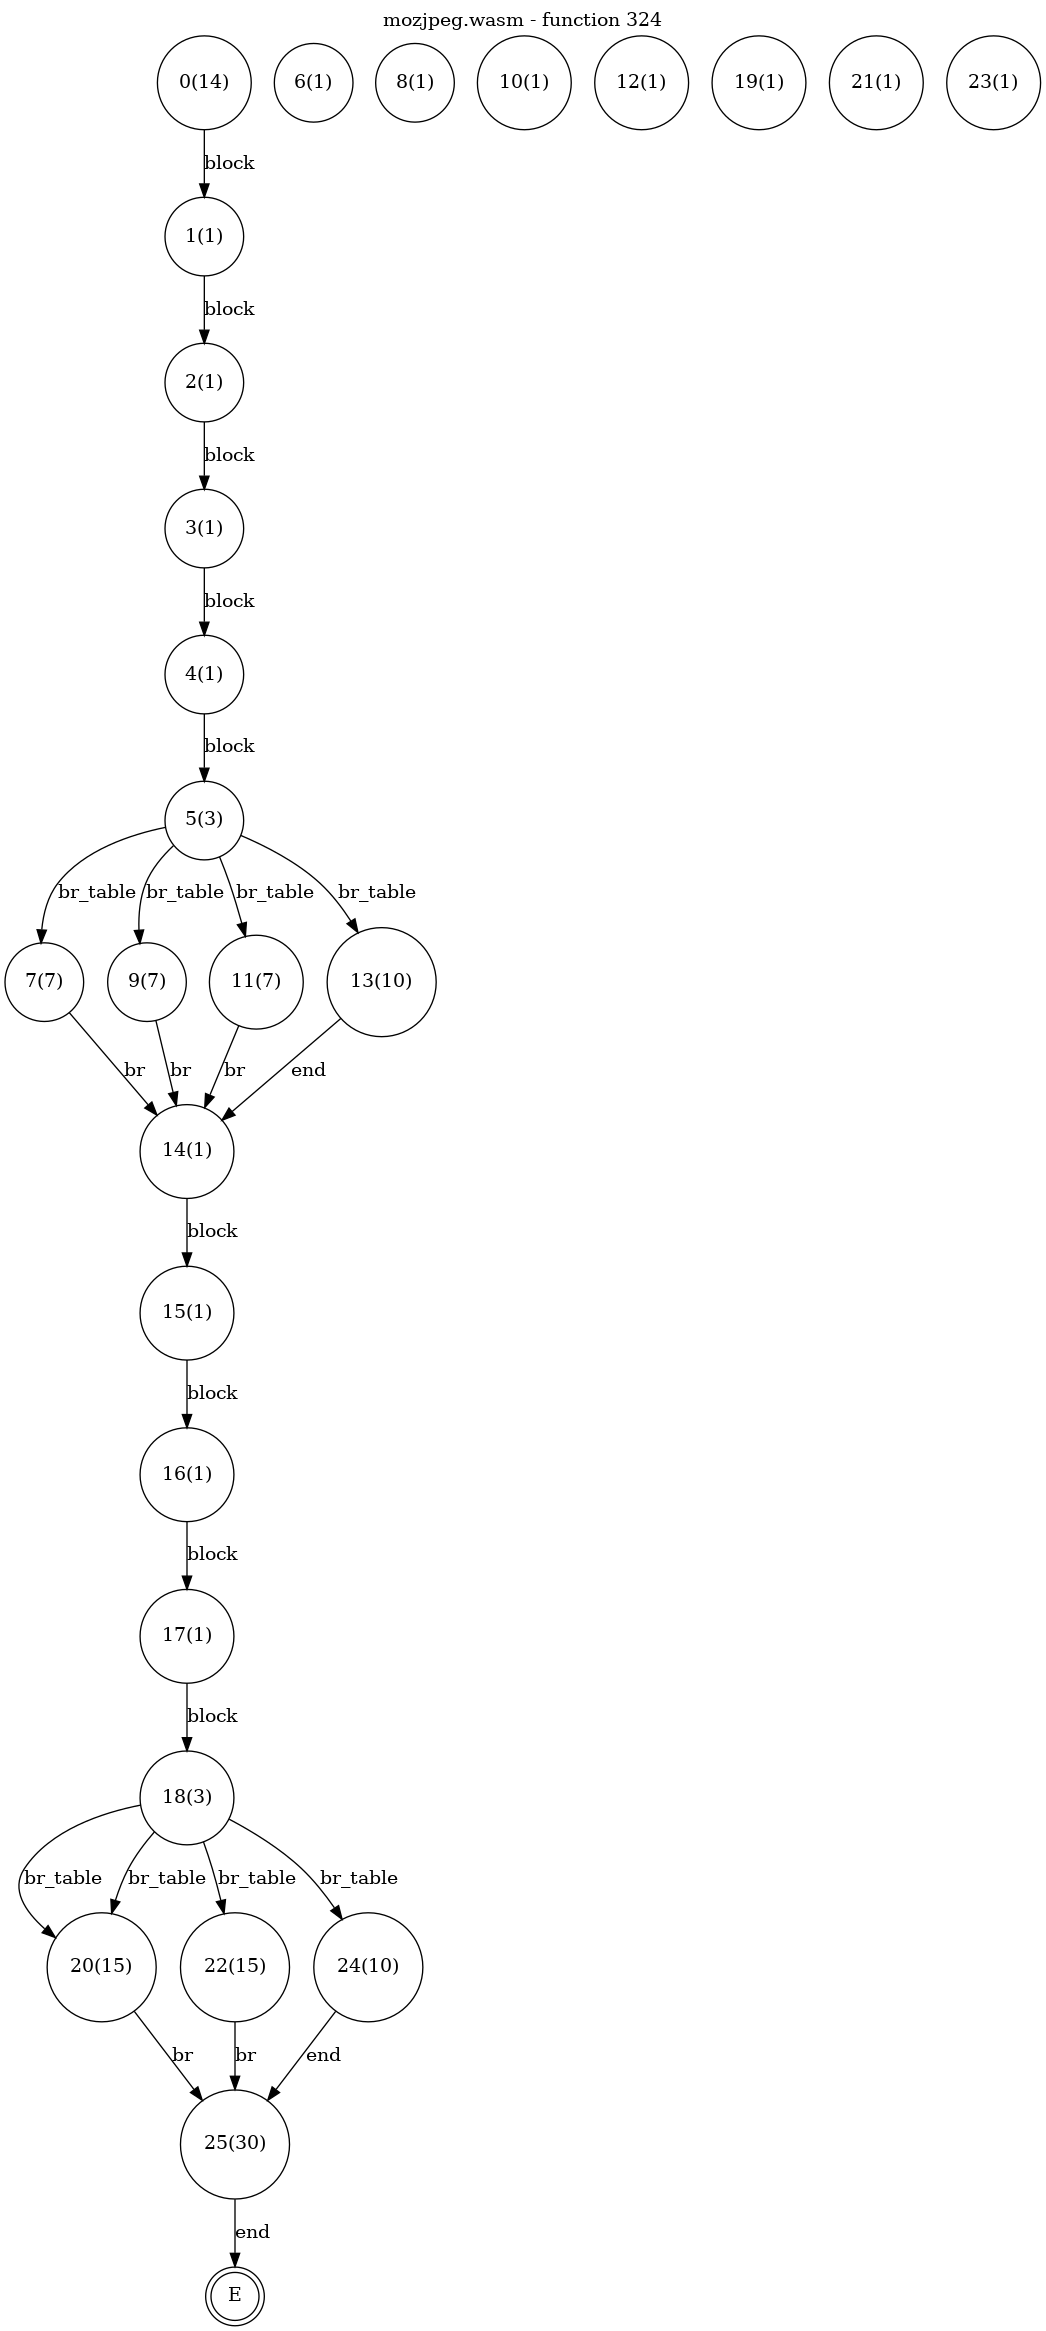 mozjpeg.wasm - function 324
0(14) 6(1) 8(1) 10(1) 12(1) 19(1) 21(1) 23(1)
block
1(1)
block
2(1)
block
3(1)
block
4(1)
block
5(3)
br_table br_table br_table br_table
7(7) 9(7) 11(7) 13(10)
br br br end
14(1)
block
15(1)
block
16(1)
block
17(1)
block
18(3)
br_table br_table br_table br_table
20(15) 22(15) 24(10)
br br end
25(30)
end
E